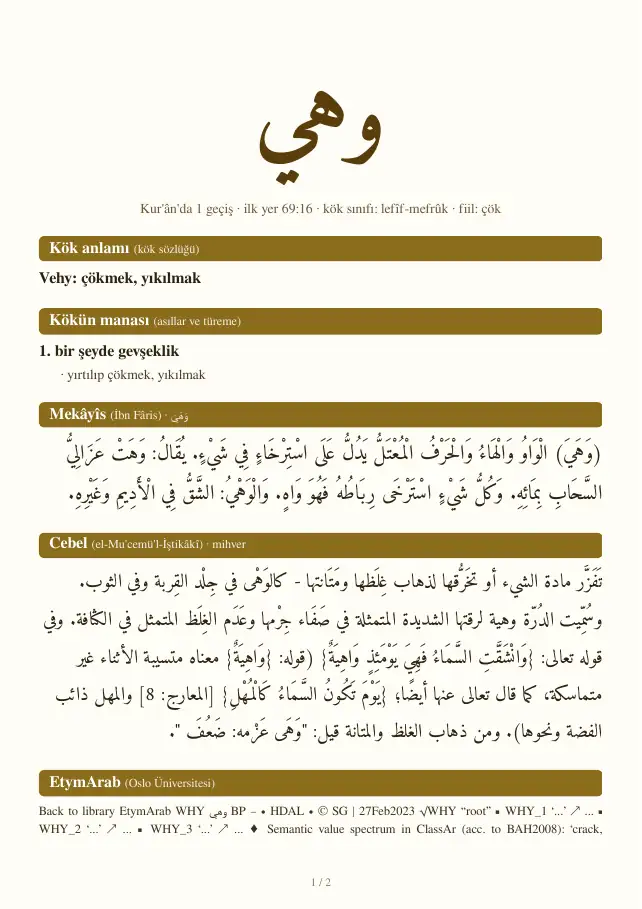 وهي
Kur'ân'da 1 geçiş · ilk yer 69:16 · kök sınıfı: lefîf-mefrûk · fiil: çök
Kök anlamı (kök sözlüğü)
Vehy: çökmek, yıkılmak
Kökün manası (asıllar ve türeme)
1. bir şeyde gevşeklik
· yırtılıp çökmek, yıkılmak
Mekâyîs (İbn Fâris) · وَهَيَ
(وَهَيَ) الْوَاوُ وَالْهَاءُ وَالْحَرْفُ الْمُعْتَلُّ يَدُلُّ عَلَى اسْتِرْخَاءٍ فِي شَيْءٍ. يُقَالُ: وَهَتْ عَزَالِيُّ
السَّحَابِ بِمَائِهِ. وَكُلُّ شَيْءٍ اسْتَرْخَى رِبَاطُهُ فَهُوَ وَاهٍ. وَالْوَهْيُ: الشَّقُّ فِي الْأَدِيمِ وَغَيْرِهِ.
Cebel (el-Mu'cemü'l-İştikâkî) · mihver
تَفَزُّر مادة الشيء أو تخَرُّقها لذهاب غِلَظها ومَتَانتها - كالوَهْى في جِلْد القِربة وفي الثوب.
وسُمِّيت الدُرّة وهية لرقتها الشديدة المتمثلة في صَفَاء جِرْمها وعَدَم الغِلَظ المتمثل في الكثافة. وفي
قوله تعالى: {وَانْشَقَّتِ السَّمَاءُ فَهِيَ يَوْمَئِذٍ وَاهِيَةٌ} (قوله: {وَاهِيَةٌ} معناه متسيبة الأثناء غير
متماسكة، كما قال تعالى عنها أيضًا؛ {يَوْمَ تَكُونُ السَّمَاءُ كَالْمُهْلِ} [المعارج: 8] والمهل ذائب
الفضة ونحوها). ومن ذهاب الغلظ والمتانة قيل: "وَهَى عَزْمه: ضَعُفَ ".
EtymArab (Oslo Üniversitesi)
Back to library EtymArab WHY وهي BP – • HDAL • © SG | 27Feb2023 √WHY “root” ▪ WHY_1 ‘...’ ↗ ... ▪
WHY_2 ‘...’ ↗ ... ▪ WHY_3 ‘...’ ↗ ... ♦ Semantic value spectrum in ClassAr (acc. to BAH2008): ‘crack,
1 / 2